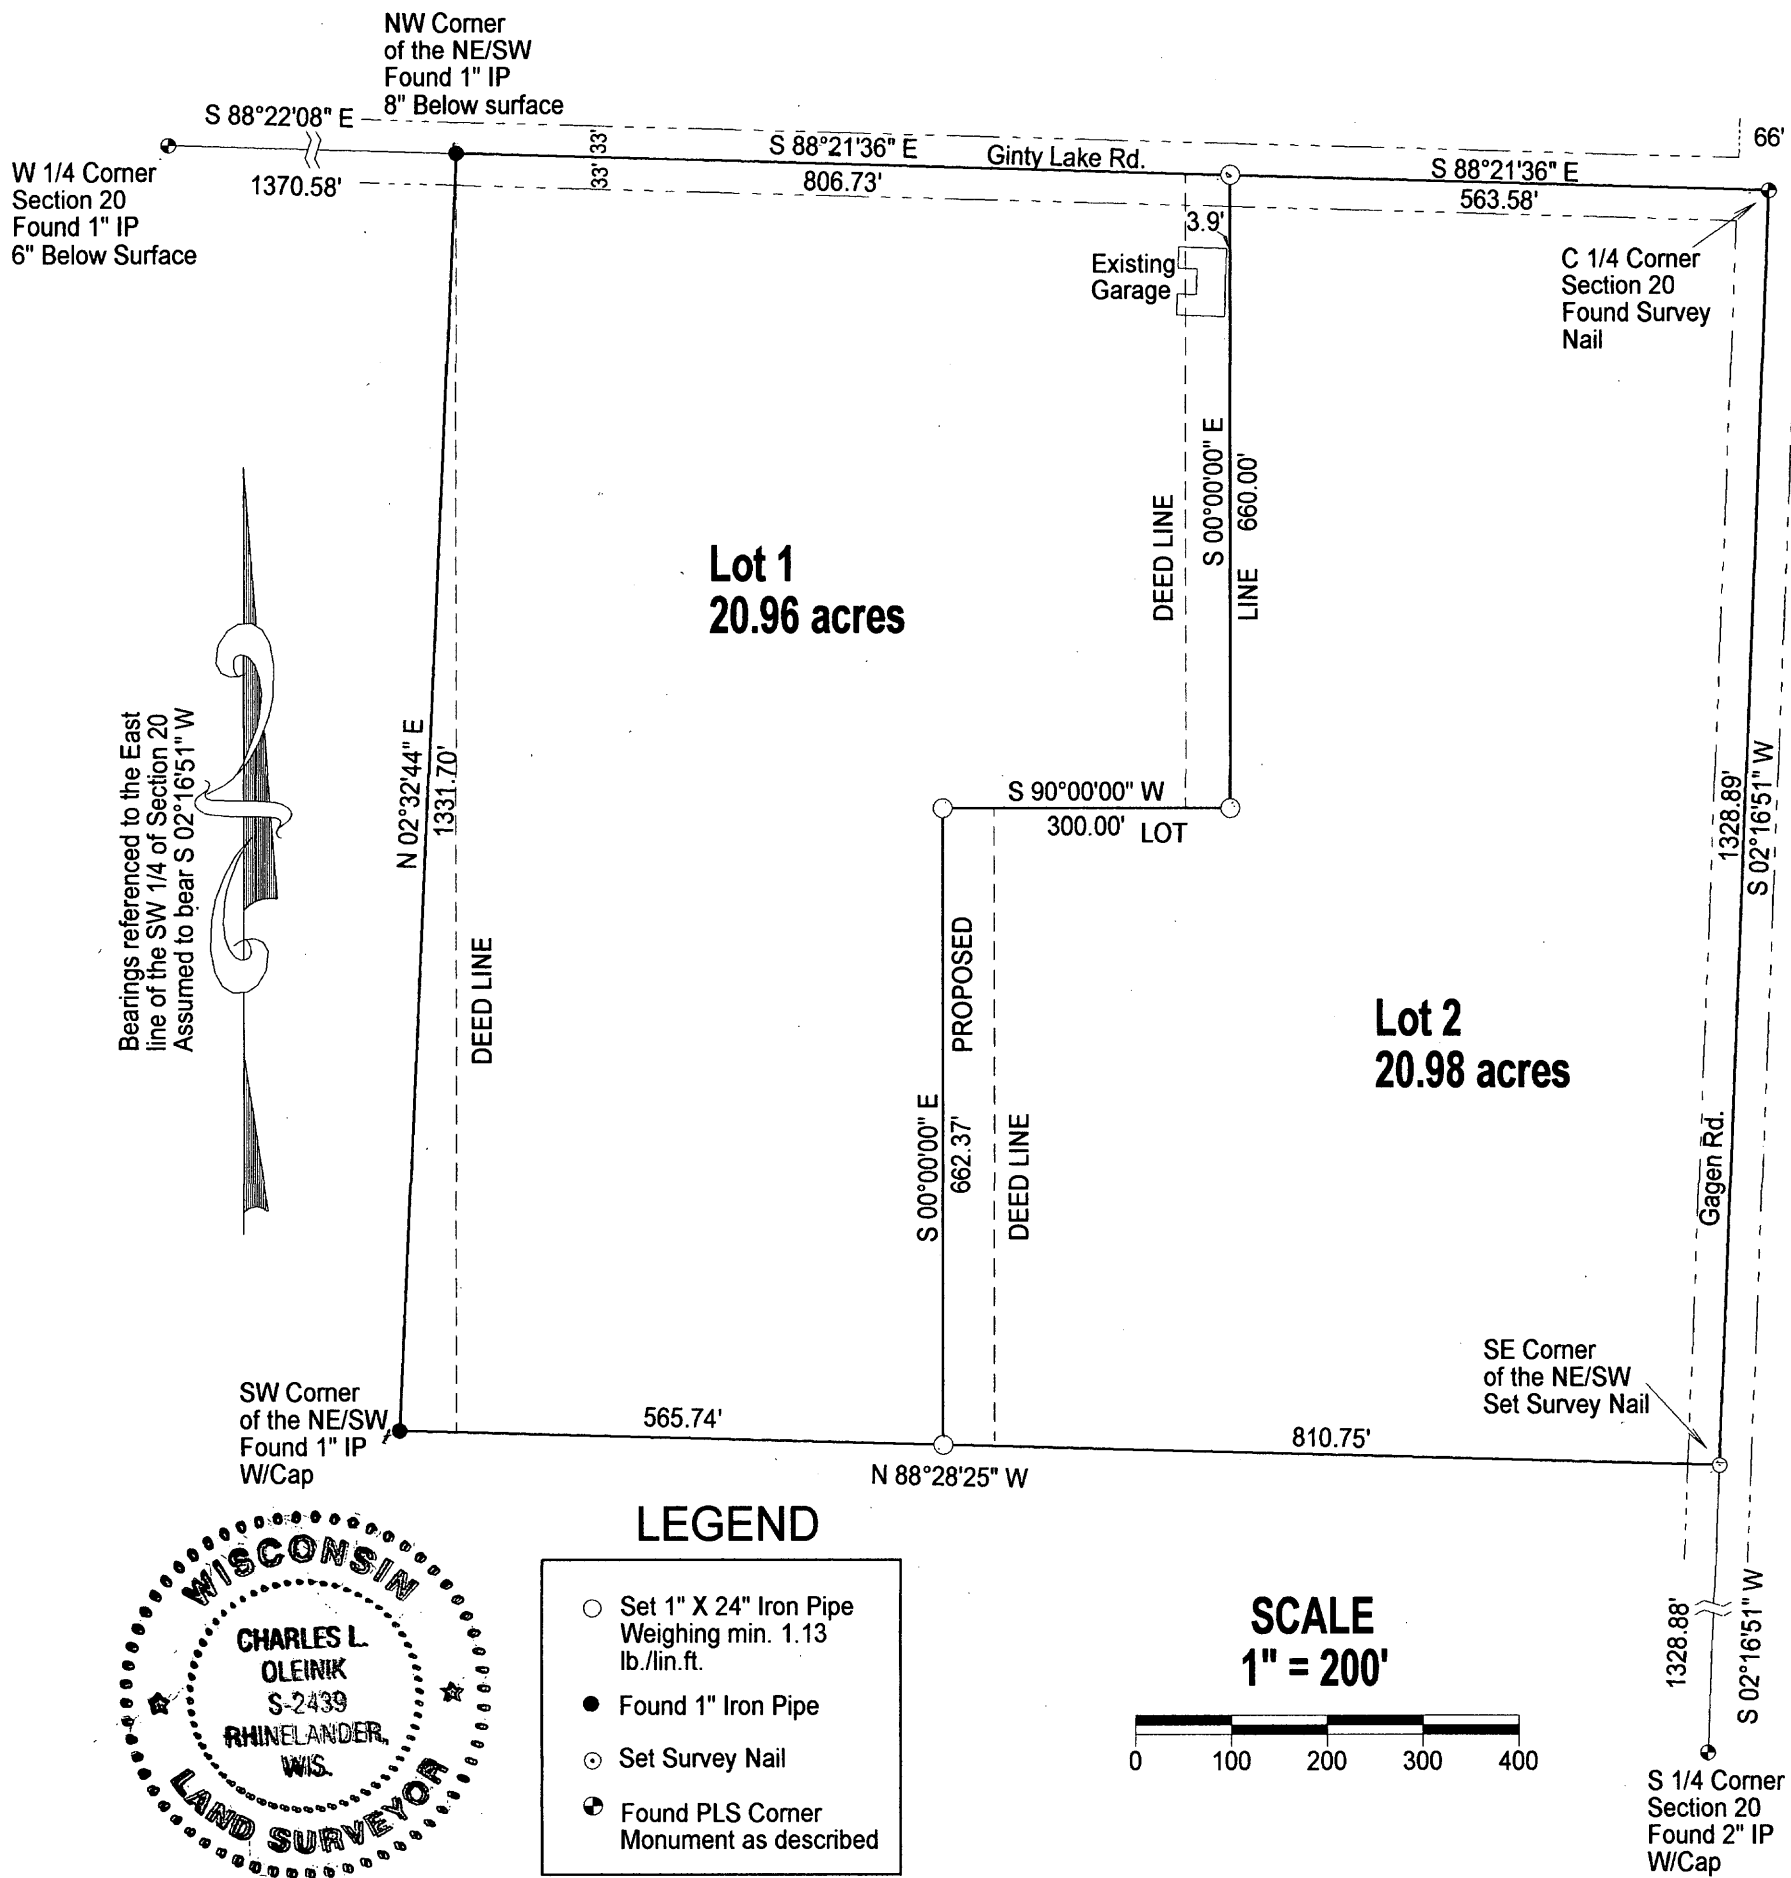 NW Corner
of the NE/SW
Found 1" IP
8" Below surface
S 88°22'08" E
W 1/4 Corner
Section 20
Found 1" IP
6" Below Surface
1370.58'
33'
33'
S 88°21'36" E
806.73'
Ginty Lake Rd.
S 88°21'36" E
563.58'
66'
3.9'
Existing
Garage
C 1/4 Corner
Section 20
Found Survey
Nail
DEED LINE
S 00°00'00" E
660.00'
LINE
Lot 1
20.96 acres
Bearings referenced to the East
line of the SW 1/4 of Section 20
Assumed to bear S 02°16'51" W
N 02°32'44" E
1331.70'
DEED LINE
S 90°00'00" W
300.00'
LOT
PROPOSED
S 00°00'00" E
662.37'
DEED LINE
1328.89'
S 02°16'51" W
Lot 2
20.98 acres
Gagen Rd.
SE Corner
of the NE/SW
Set Survey Nail
SW Corner
of the NE/SW
Found 1" IP
W/Cap
565.74'
810.75'
N 88°28'25" W
WISCONSIN
CHARLES L.
OLEINIK
S-2439
RHINELANDER,
WIS.
LAND SURVEYOR
LEGEND
Set 1" X 24" Iron Pipe
Weighing min. 1.13
lb./lin.ft.
Found 1" Iron Pipe
Set Survey Nail
Found PLS Corner
Monument as described
SCALE
1" = 200'
0 100 200 300 400
1328.88'
S 02°16'51" W
S 1/4 Corner
Section 20
Found 2" IP
W/Cap